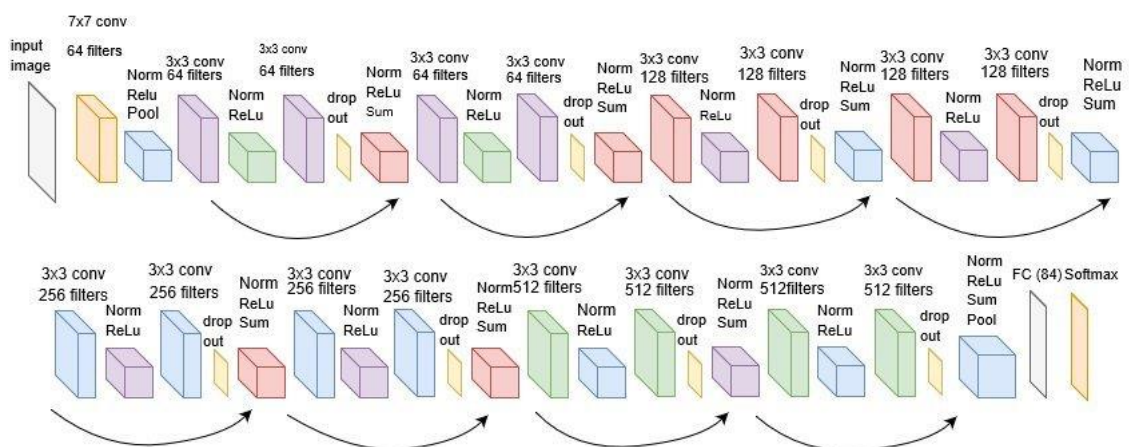 input
image
7x7 conv
64 filters
Norm
Relu
Pool
3x3 conv
64 filters
Norm
ReLu
3x3 conv
64 filters
drop
out
Norm
ReLu
Sum
3x3 conv
64 filters
Norm
ReLu
3x3 conv
64 filters
drop
out
Norm
ReLu
Sum
3x3 conv
128 filters
Norm
ReLu
3x3 conv
128 filters
drop
out
Norm
ReLu
Sum
3x3 conv
128 filters
Norm
ReLu
3x3 conv
128 filters
drop
out
Norm
ReLu
Sum
3x3 conv
256 filters
Norm
ReLu
3x3 conv
256 filters
drop
out
Norm
ReLu
Sum
3x3 conv
256 filters
Norm
ReLu
3x3 conv
256 filters
drop
out
Norm
ReLu
Sum
3x3 conv
512 filters
Norm
ReLu
3x3 conv
512 filters
drop
out
Norm
ReLu
Sum
3x3 conv
512filters
Norm
ReLu
3x3 conv
512 filters
drop
out
Norm
ReLu
Sum
Pool
FC (84)
Softmax